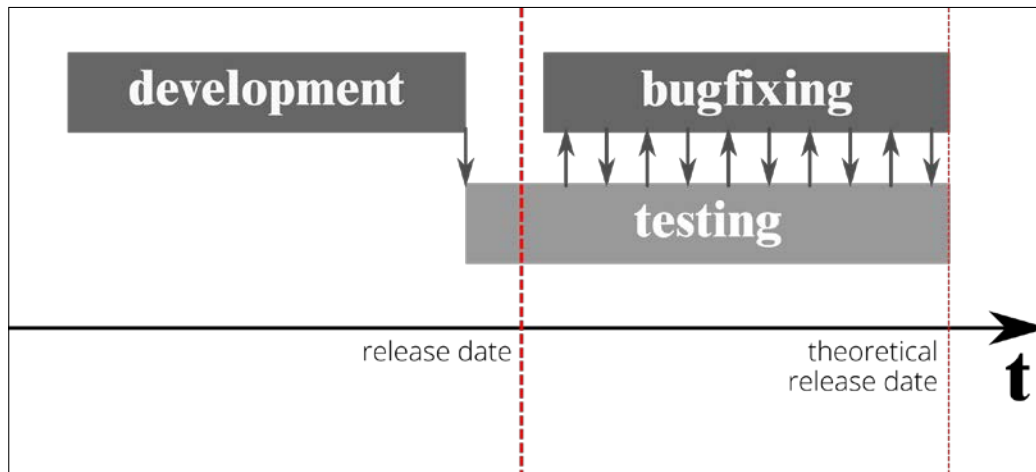 development
bugfixing
testing
release date
theoretical
release date
t